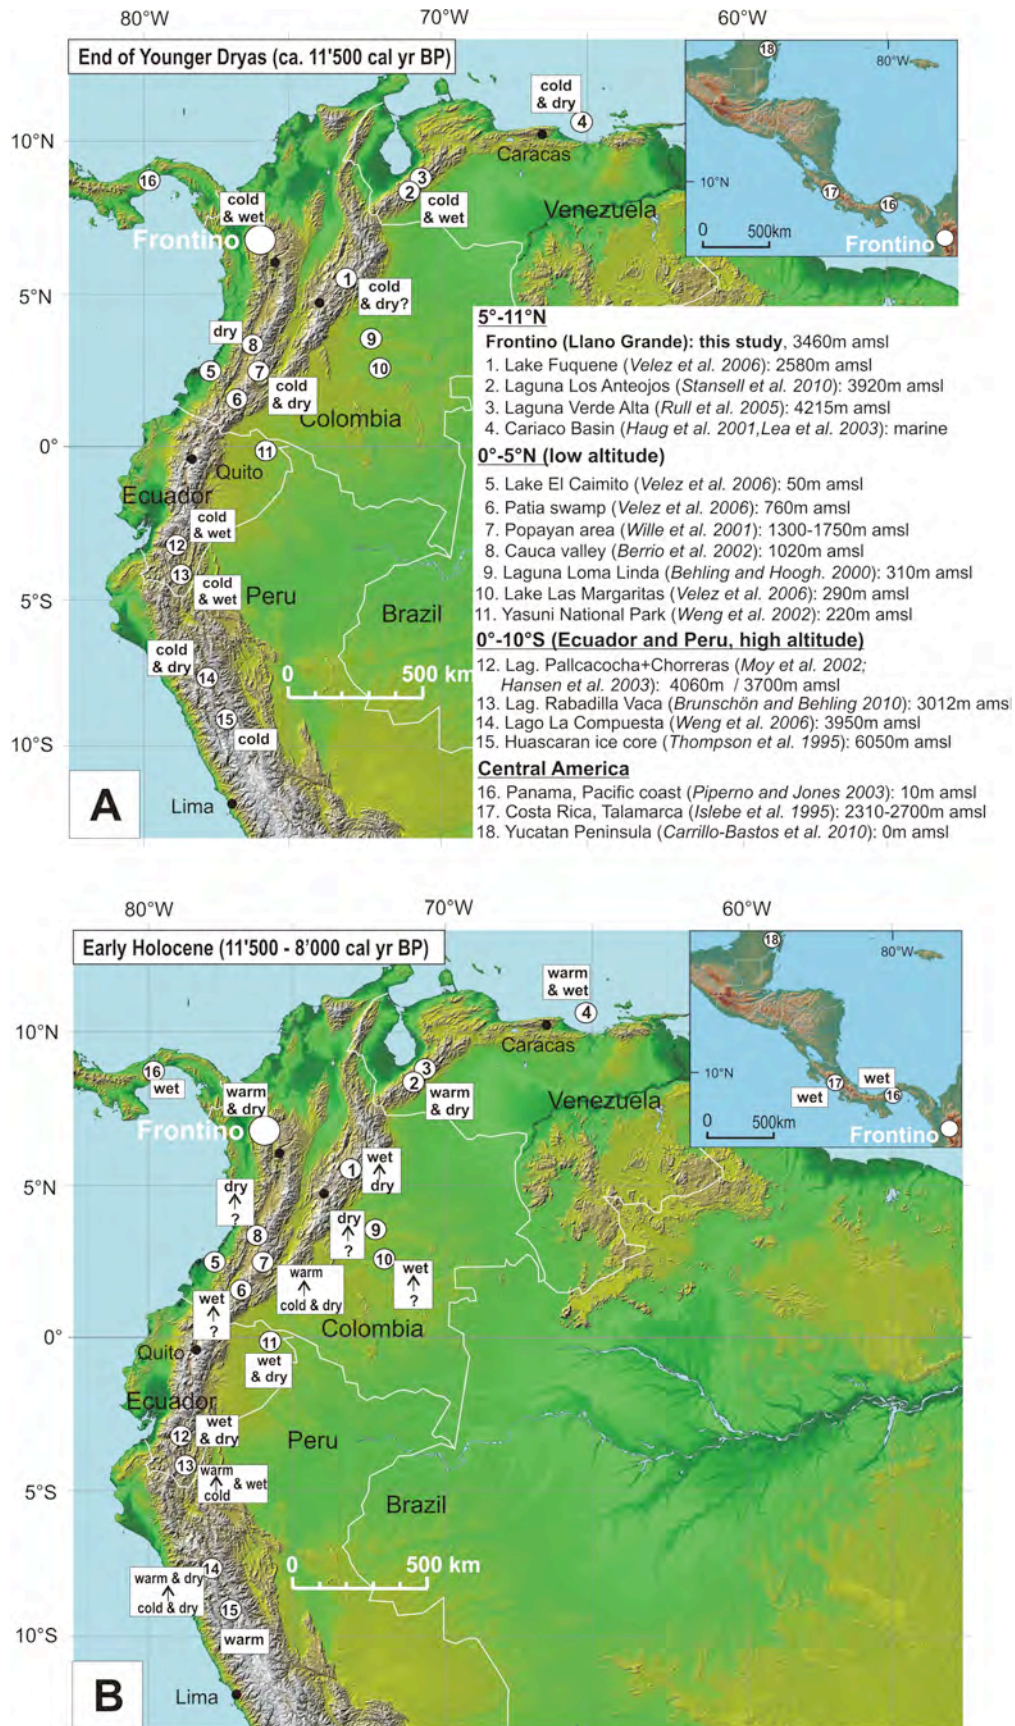 80°W
70°W
60°W
End of Younger Dryas (ca. 11'500 cal yr BP)
18
80°W
cold
& dry
4
10°N
Caracas
16
3
2
10°N
17
16
cold
& wet
cold
& wet
Venezuela
0
500km
Frontino
Frontino
1
5°N
cold
& dry?
5°-11°N
dry
8
9
Frontino (Llano Grande): this study, 3460m amsl
5
7
10
1. Lake Fuquene (Velez et al. 2006): 2580m amsl
cold
& dry
2. Laguna Los Anteojos (Stansell et al. 2010): 3920m amsl
6
3. Laguna Verde Alta (Rull et al. 2005): 4215m amsl
Colombia
4. Cariaco Basin (Haug et al. 2001,Lea et al. 2003): marine
0°
11
0°-5°N (low altitude)
Quito
5. Lake El Caimito (Velez et al. 2006): 50m amsl
Ecuador
6. Patia swamp (Velez et al. 2006): 760m amsl
cold
& wet
7. Popayan area (Wille et al. 2001): 1300-1750m amsl
12
8. Cauca valley (Berrio et al. 2002): 1020m amsl
13
9. Laguna Loma Linda (Behling and Hoogh. 2000): 310m amsl
cold
& wet
Peru
10. Lake Las Margaritas (Velez et al. 2006): 290m amsl
5°S
Brazil
11. Yasuni National Park (Weng et al. 2002): 220m amsl
0°-10°S (Ecuador and Peru, high altitude)
cold
& dry
12. Lag. Pallcacocha+Chorreras (Moy et al. 2002;
14
0
500 km
Hansen et al. 2003): 4060m / 3700m amsl
13. Lag. Rabadilla Vaca (Brunschön and Behling 2010): 3012m amsl
15
14. Lago La Compuesta (Weng et al. 2006): 3950m amsl
10°S
cold
15. Huascaran ice core (Thompson et al. 1995): 6050m amsl
Central America
A
Lima
16. Panama, Pacific coast (Piperno and Jones 2003): 10m amsl
17. Costa Rica, Talamarca (Islebe et al. 1995): 2310-2700m amsl
18. Yucatan Peninsula (Carrillo-Bastos et al. 2010): 0m amsl
80°W
70°W
60°W
Early Holocene (11'500 - 8'000 cal yr BP)
18
80°W
warm
& wet
4
10°N
Caracas
16
wet
3
2
10°N
17
wet
wet
16
warm
& dry
warm
& dry
Venezuela
0
500km
Frontino
Frontino
1
wet
dry
5°N
dry
?
8
dry
?
9
5
7
10
6
warm
cold & dry
wet
?
wet
?
Colombia
0°
Quito
11
wet
& dry
Ecuador
wet
& dry
12
Peru
13
warm
cold
& wet
5°S
Brazil
14
warm & dry
cold & dry
0
500 km
15
warm
10°S
B
Lima